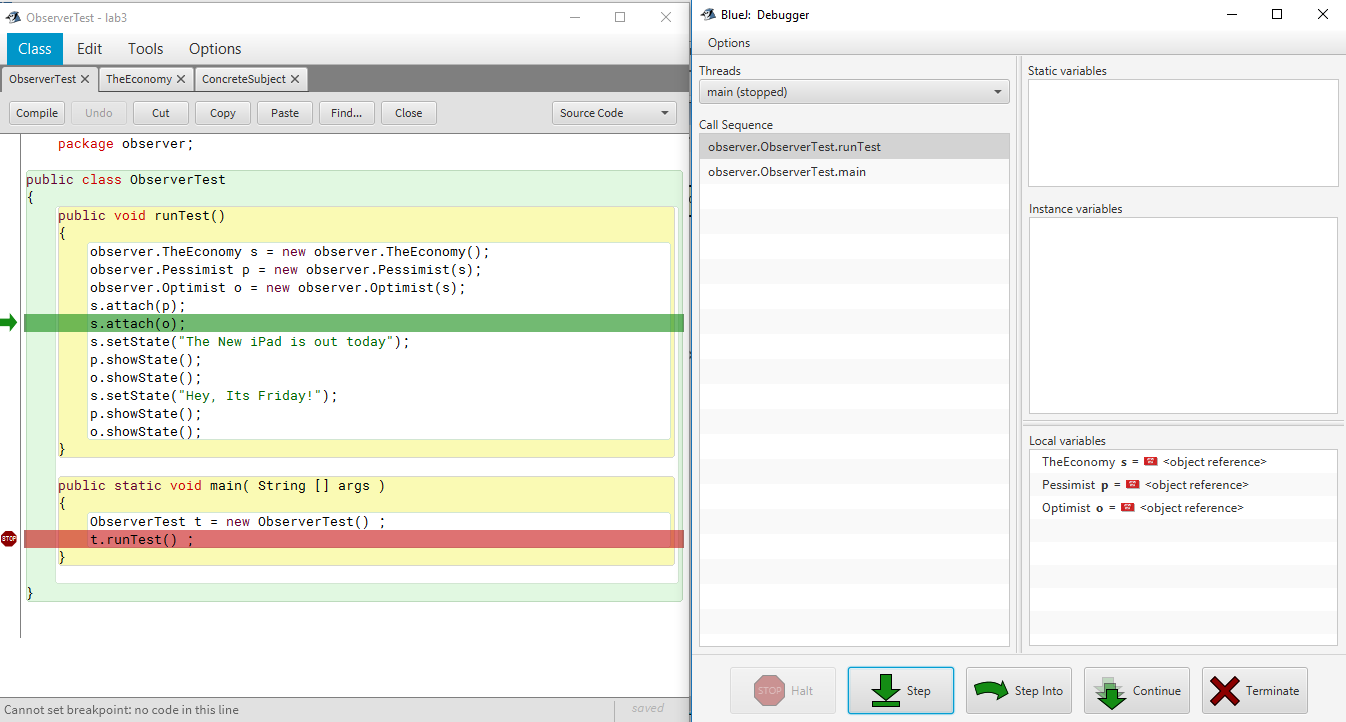 ObserverTest - lab3
Class Edit Tools Options
ObserverTest TheEconomy ConcreteSubject
Compile Undo Cut Copy Paste Find... Close Source Code
package observer;
public class ObserverTest
{
public void runTest()
{
observer.TheEconomy s = new observer.TheEconomy();
observer.Pessimist p = new observer.Pessimist(s);
observer.Optimist o = new observer.Optimist(s);
s.attach(p);
s.attach(o);
s.setState("The New iPad is out today");
p.showState();
o.showState();
s.setState("Hey, Its Friday!");
p.showState();
o.showState();
}
public static void main( String [] args )
{
ObserverTest t = new ObserverTest() ;
STOP t.runTest() ;
}
}
Cannot set breakpoint: no code in this line
saved
BlueJ: Debugger
Options
Threads
main (stopped)
Call Sequence
observer.ObserverTest.runTest
observer.ObserverTest.main
Static variables
Instance variables
Local variables
TheEconomy s = <object reference>
Pessimist p = <object reference>
Optimist o = <object reference>
STOP Halt Step Step Into Continue Terminate